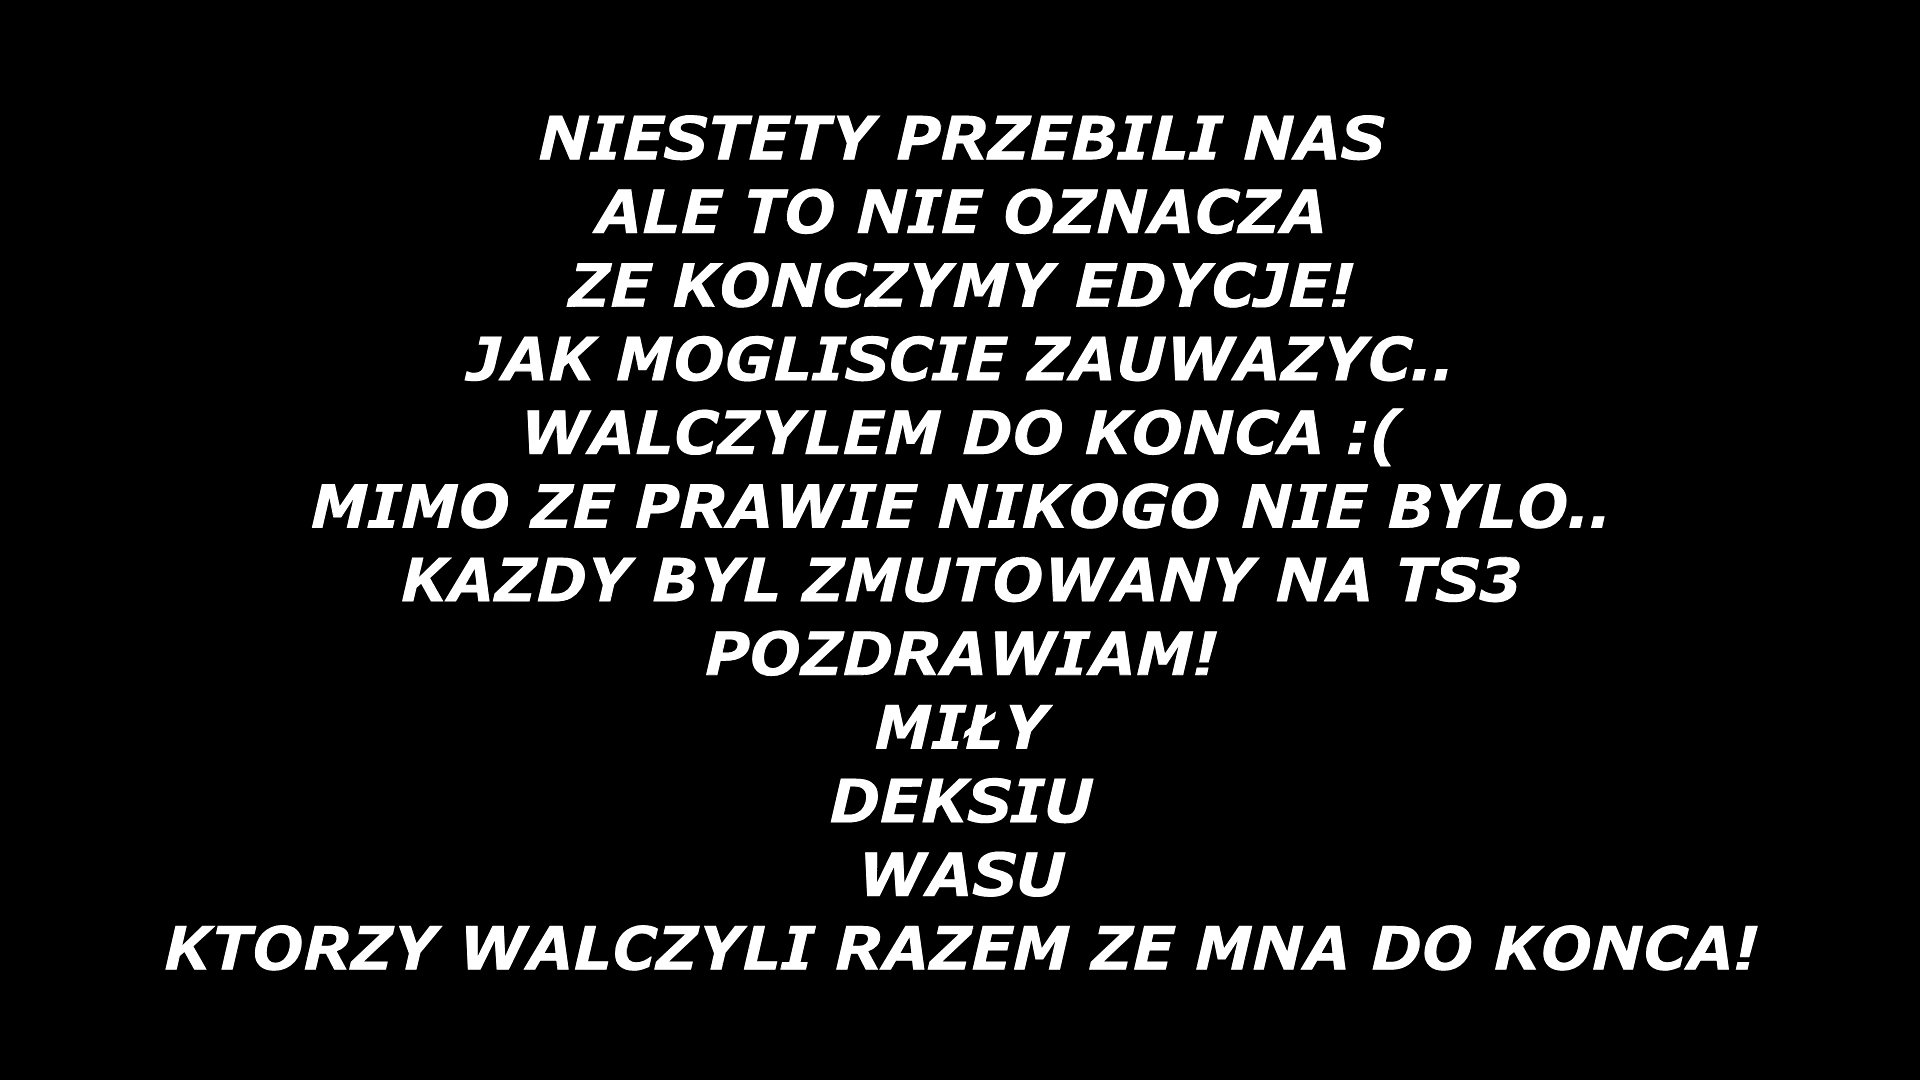 NIESTETY PRZEBILI NAS
ALE TO NIE OZNACZA
ZE KONCZYMY EDYCJE!
JAK MOGLISCIE ZAUWAZYC..
WALCZYLEM DO KONCA :(
MIMO ZE PRAWIE NIKOGO NIE BYLO..
KAZDY BYL ZMUTOWANY NA TS3
POZDRAWIAM!
MIŁY
DEKSIU
WASU
KTORZY WALCZYLI RAZEM ZE MNA DO KONCA!